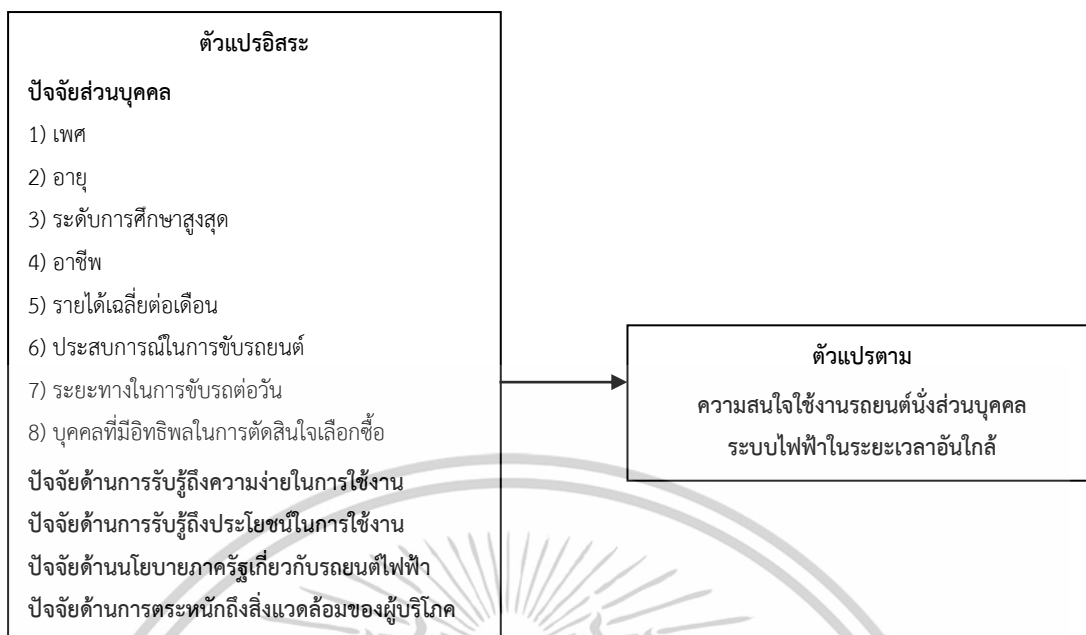 ตัวแปรอิสระ
ปัจจัยส่วนบุคคล
1) เพศ
2) อายุ
3) ระดับการศึกษาสูงสุด
4) อาชีพ
5) รายได้เฉลี่ยต่อเดือน
6) ประสบการณ์ในการขับรถยนต์
7) ระยะทางในการขับรถต่อวัน
8) บุคคลที่มีอิทธิพลในการตัดสินใจเลือกซื้อ
ปัจจัยด้านการรับรู้ถึงความง่ายในการใช้งาน
ปัจจัยด้านการรับรู้ถึงประโยชน์ในการใช้งาน
ปัจจัยด้านนโยบายภาครัฐเกี่ยวกับรถยนต์ไฟฟ้า
ปัจจัยด้านการตระหนักถึงสิ่งแวดล้อมของผู้บริโภค
ตัวแปรตาม
ความสนใจใช้งานรถยนต์นั่งส่วนบุคคล
ระบบไฟฟ้าในระยะเวลาอันใกล้